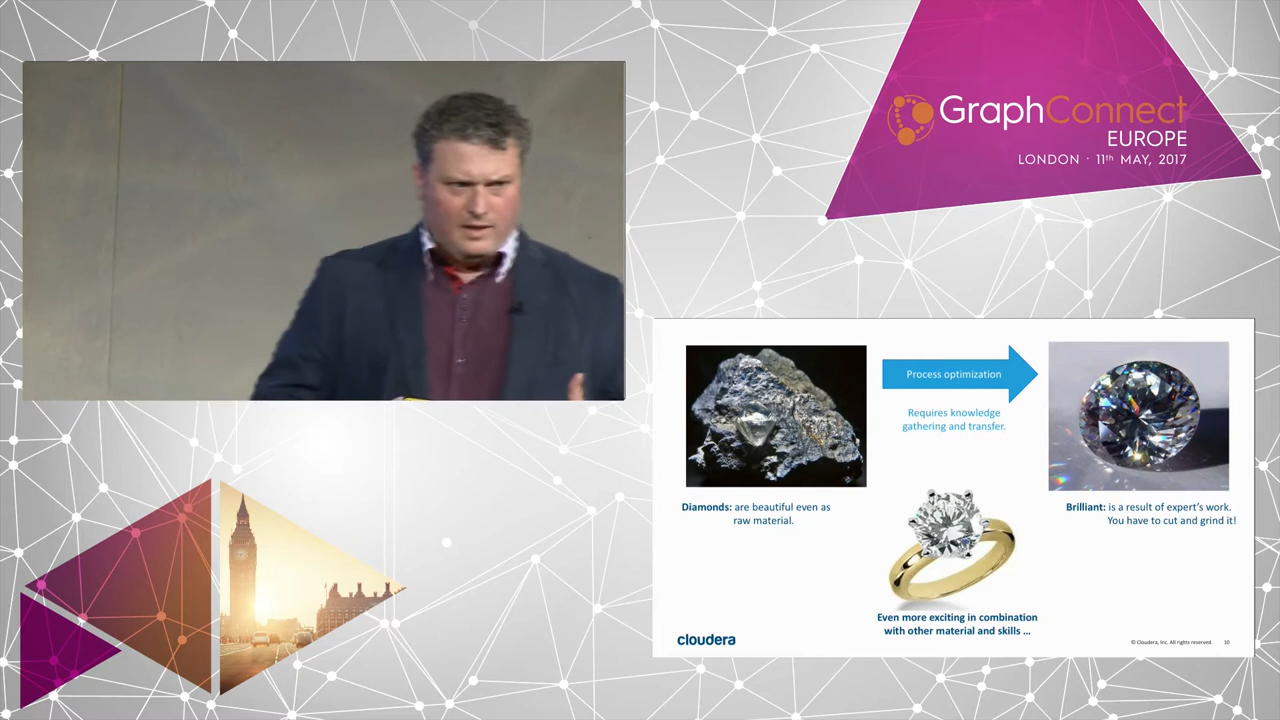 GraphConnect
EUROPE
LONDON · 11th MAY, 2017
Process optimization
Requires knowledge
gathering and transfer.
Diamonds: are beautiful even as
raw material.
Brilliant: is a result of expert's work.
You have to cut and grind it!
Even more exciting in combination
with other material and skills ...
cloudera
© Cloudera, Inc. All rights reserved. 10